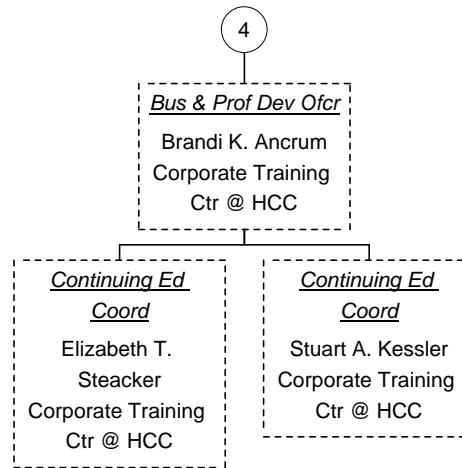 4
Bus & Prof Dev Ofcr
Brandi K. Ancrum
Corporate Training
Ctr @ HCC
Continuing Ed
Coord
Elizabeth T.
Steacker
Corporate Training
Ctr @ HCC
Continuing Ed
Coord
Stuart A. Kessler
Corporate Training
Ctr @ HCC